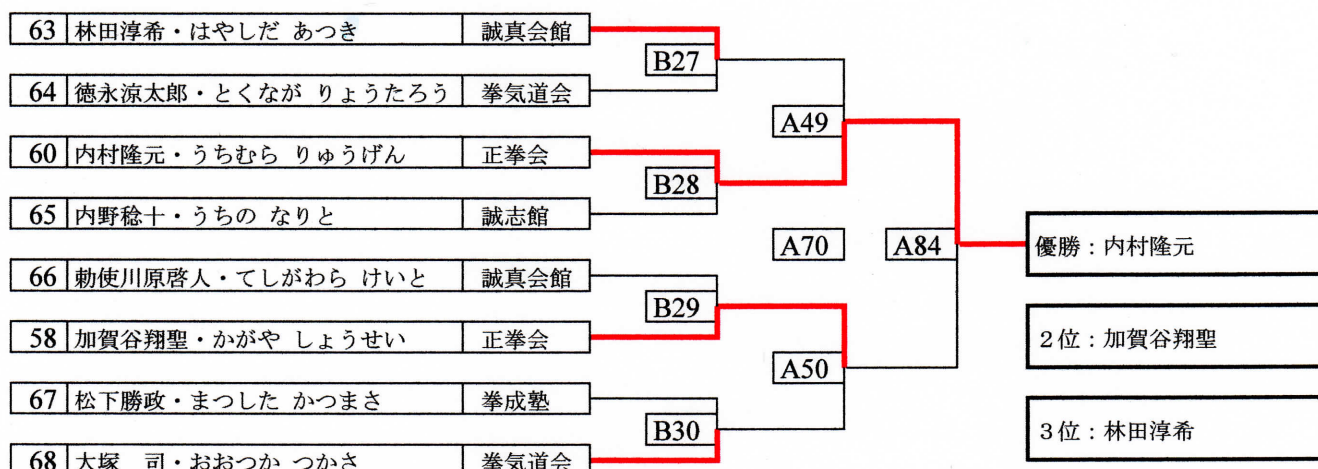 63 林田淳希・はやしだ あつき 誠真会館
B27
64 徳永涼太郎・とくなが りょうたろう 拳気道会
A49
60 内村隆元・うちむら りゅうげん 正拳会
B28
65 内野稔十・うちの なりと 誠志館
A70 A84 優勝：内村隆元
66 勅使川原啓人・てしがわら けいと 誠真会館
B29
58 加賀谷翔聖・かがや しょうせい 正拳会
2位：加賀谷翔聖
A50
67 松下勝政・まつした かつまさ 拳成塾
B30
3位：林田淳希
68 大塚　司・おおつか つかさ 拳気道会